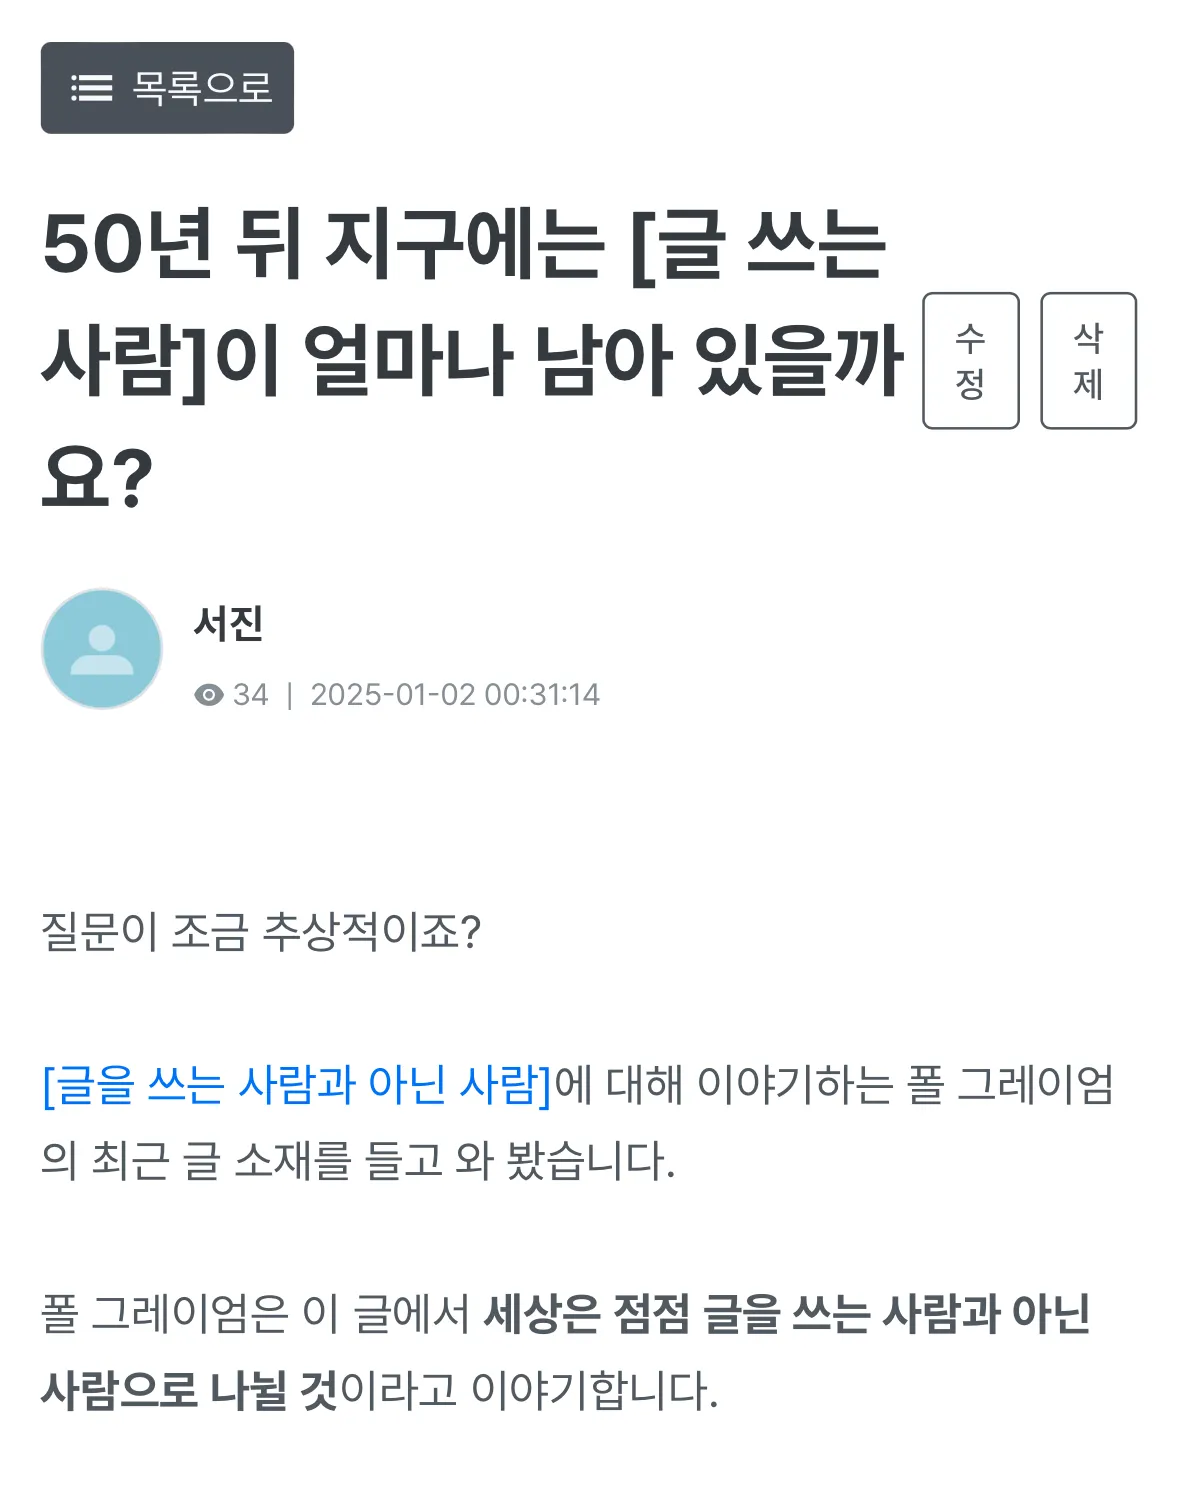 목록으로
50년 뒤 지구에는 [글 쓰는
사람]이 얼마나 남아 있을까
요?
수
정
삭
제
서진
34 | 2025-01-02 00:31:14
질문이 조금 추상적이죠?
[글을 쓰는 사람과 아닌 사람]에 대해 이야기하는 폴 그레이엄
의 최근 글 소재를 들고 와 봤습니다.
폴 그레이엄은 이 글에서 세상은 점점 글을 쓰는 사람과 아닌
사람으로 나뉠 것이라고 이야기합니다.